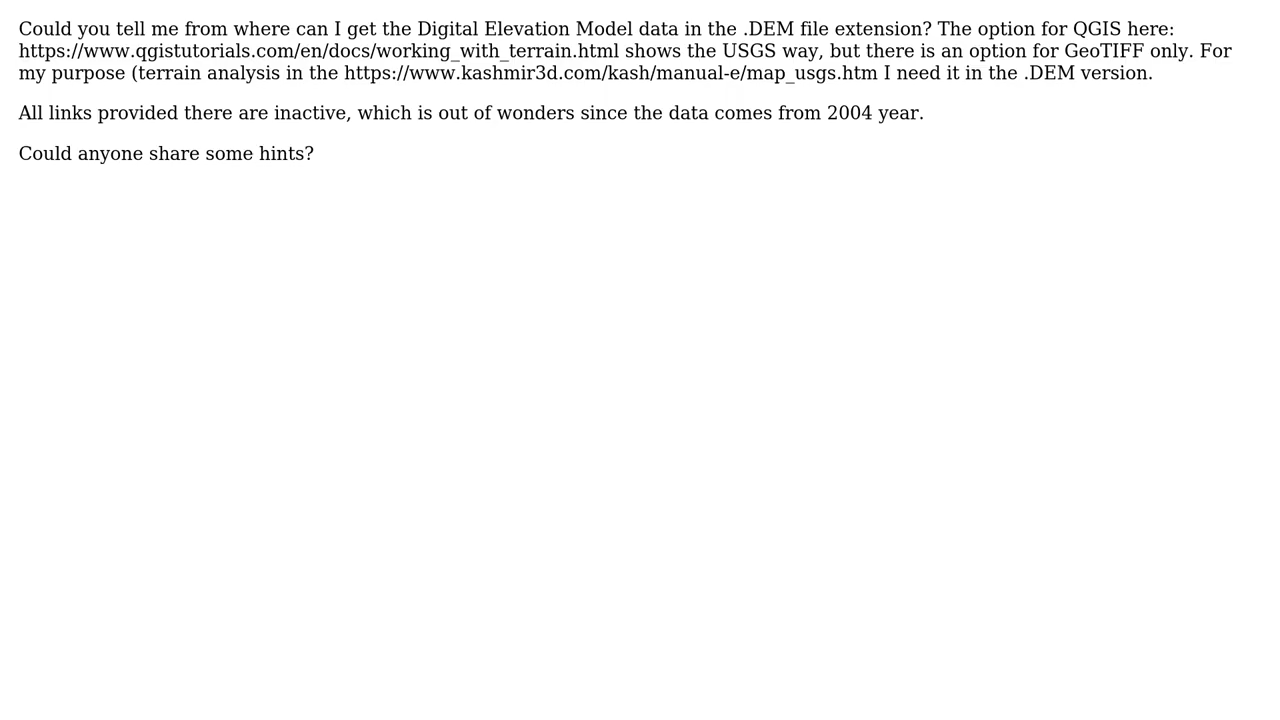 Could you tell me from where can I get the Digital Elevation Model data in the .DEM file extension? The option for QGIS here:
https://www.qgistutorials.com/en/docs/working_with_terrain.html shows the USGS way, but there is an option for GeoTIFF only. For
my purpose (terrain analysis in the https://www.kashmir3d.com/kash/manual-e/map_usgs.htm I need it in the .DEM version.
All links provided there are inactive, which is out of wonders since the data comes from 2004 year.
Could anyone share some hints?